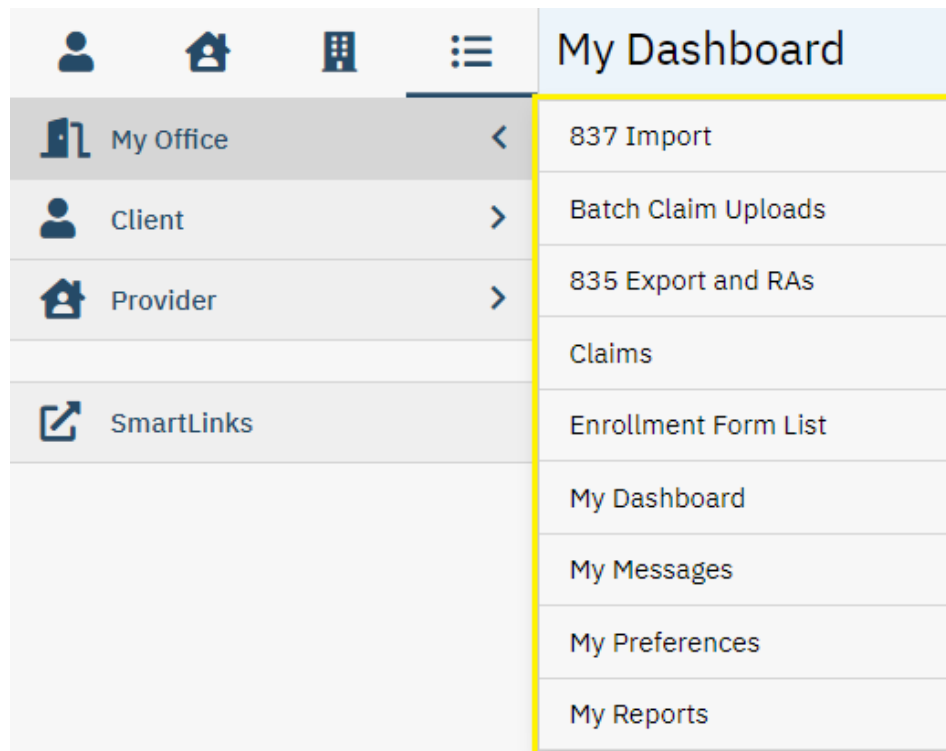 My Dashboard
My Office
Client
Provider
SmartLinks
837 Import
Batch Claim Uploads
835 Export and RAs
Claims
Enrollment Form List
My Dashboard
My Messages
My Preferences
My Reports